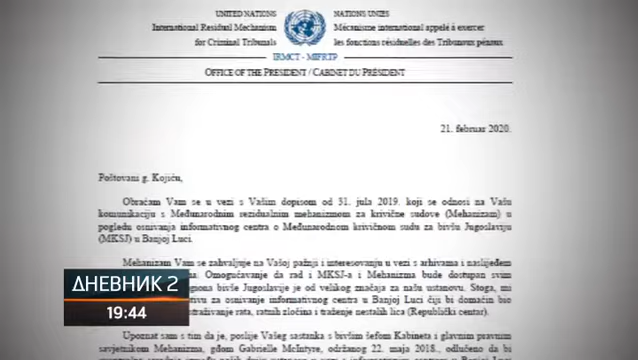 UNITED NATIONS
International Residual Mechanism
for Criminal Tribunals
NATIONS UNIES
Mécanisme international appelé à exercer
les fonctions résiduelles des Tribunaux pénaux
IRMCT - MIFRTP
OFFICE OF THE PRESIDENT / CABINET DU PRÉSIDENT
21. februar 2020.
Poštovani g. Kojiću,
Obraćam Vam se u vezi s Vašim dopisom od 31. jula 2019. koji se odnosi na Vašu
komunikaciju s Međunarodnim rezidualnim mehanizmom za krivične sudove (Mehanizam) u
pogledu osnivanja informativnog centra o Međunarodnom krivičnom sudu za bivšu Jugoslaviju
(MKSJ) u Banjoj Luci.
Mehanizam Vam se zahvaljuje na Vašoj pažnji i interesovanju u vezi s arhivama i naslijeđem
Omogućavanje da rad i MKSJ-a i Mehanizma bude dostupan svim
bivše Jugoslavije je od velikog značaja za našu ustanovu. Stoga, mi
za osnivanje informativnog centra u Banjoj Luci čiji bi domaćin bio
rata, ratnih zločina i traženje nestalih lica (Republički centar).
Upoznat sam s tim da je, poslije Vašeg sastanka s bivšim šefom Kabineta i glavnim pravnim
savjetnikom Mehanizma, gđom Gabrielle McIntyre, održanog 22. maja 2018., odlučeno da bi
ДНЕВНИК 2
19:44